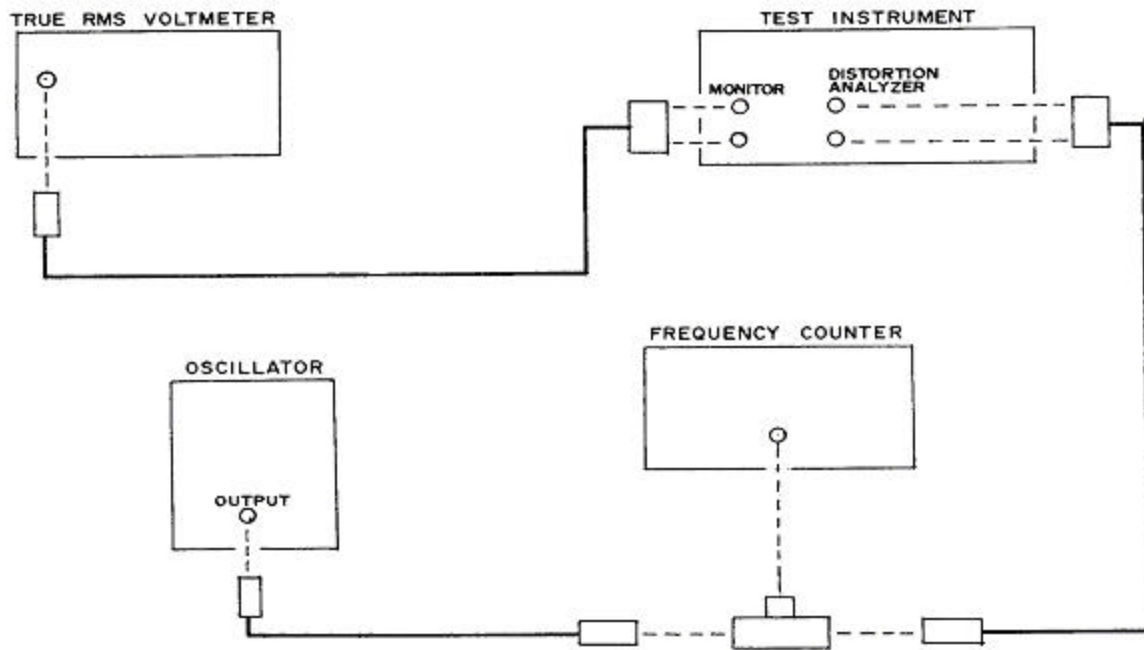 TRUE RMS VOLTMETER
TEST INSTRUMENT
MONITOR
DISTORTION
ANALYZER
FREQUENCY COUNTER
OSCILLATOR
OUTPUT